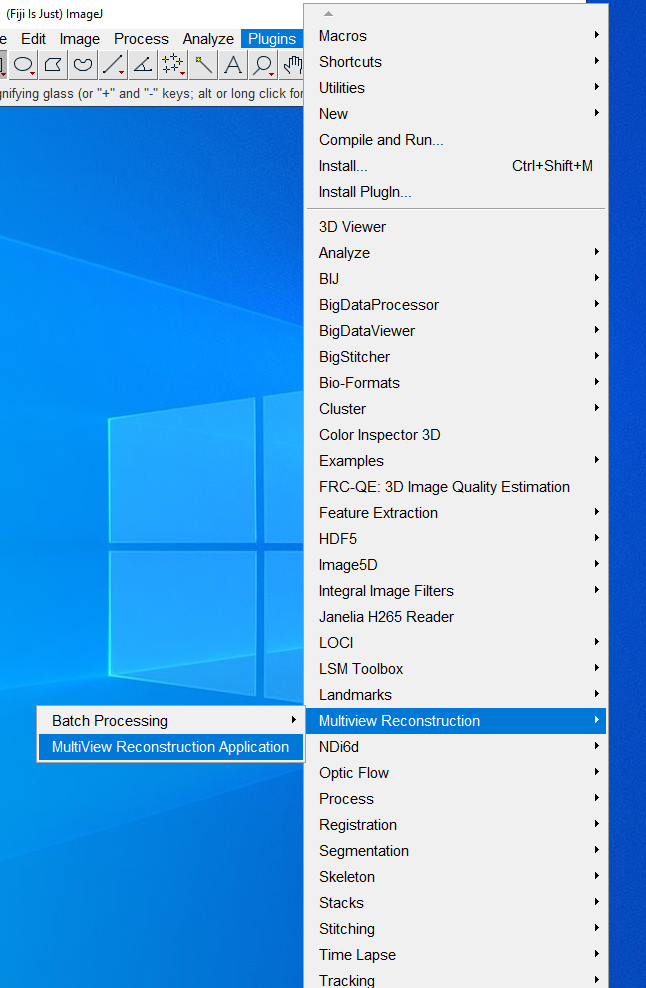 (Fiji Is Just) ImageJ
e Edit Image Process Analyze Plugins
nifying glass (or "+" and "-" keys; alt or long click for
Macros
Shortcuts
Utilities
New
Compile and Run...
Install... Ctrl+Shift+M
Install PlugIn...
3D Viewer
Analyze
BIJ
BigDataProcessor
BigDataViewer
BigStitcher
Bio-Formats
Cluster
Color Inspector 3D
Examples
FRC-QE: 3D Image Quality Estimation
Feature Extraction
HDF5
Image5D
Integral Image Filters
Janelia H265 Reader
LOCI
LSM Toolbox
Landmarks
Multiview Reconstruction
Batch Processing
MultiView Reconstruction Application
NDi6d
Optic Flow
Process
Registration
Segmentation
Skeleton
Stacks
Stitching
Time Lapse
Tracking